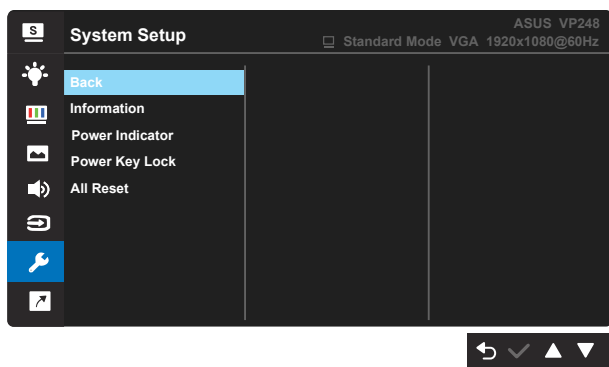 S
System Setup
ASUS VP248
Standard Mode VGA 1920x1080@60Hz
Back
Information
Power Indicator
Power Key Lock
All Reset